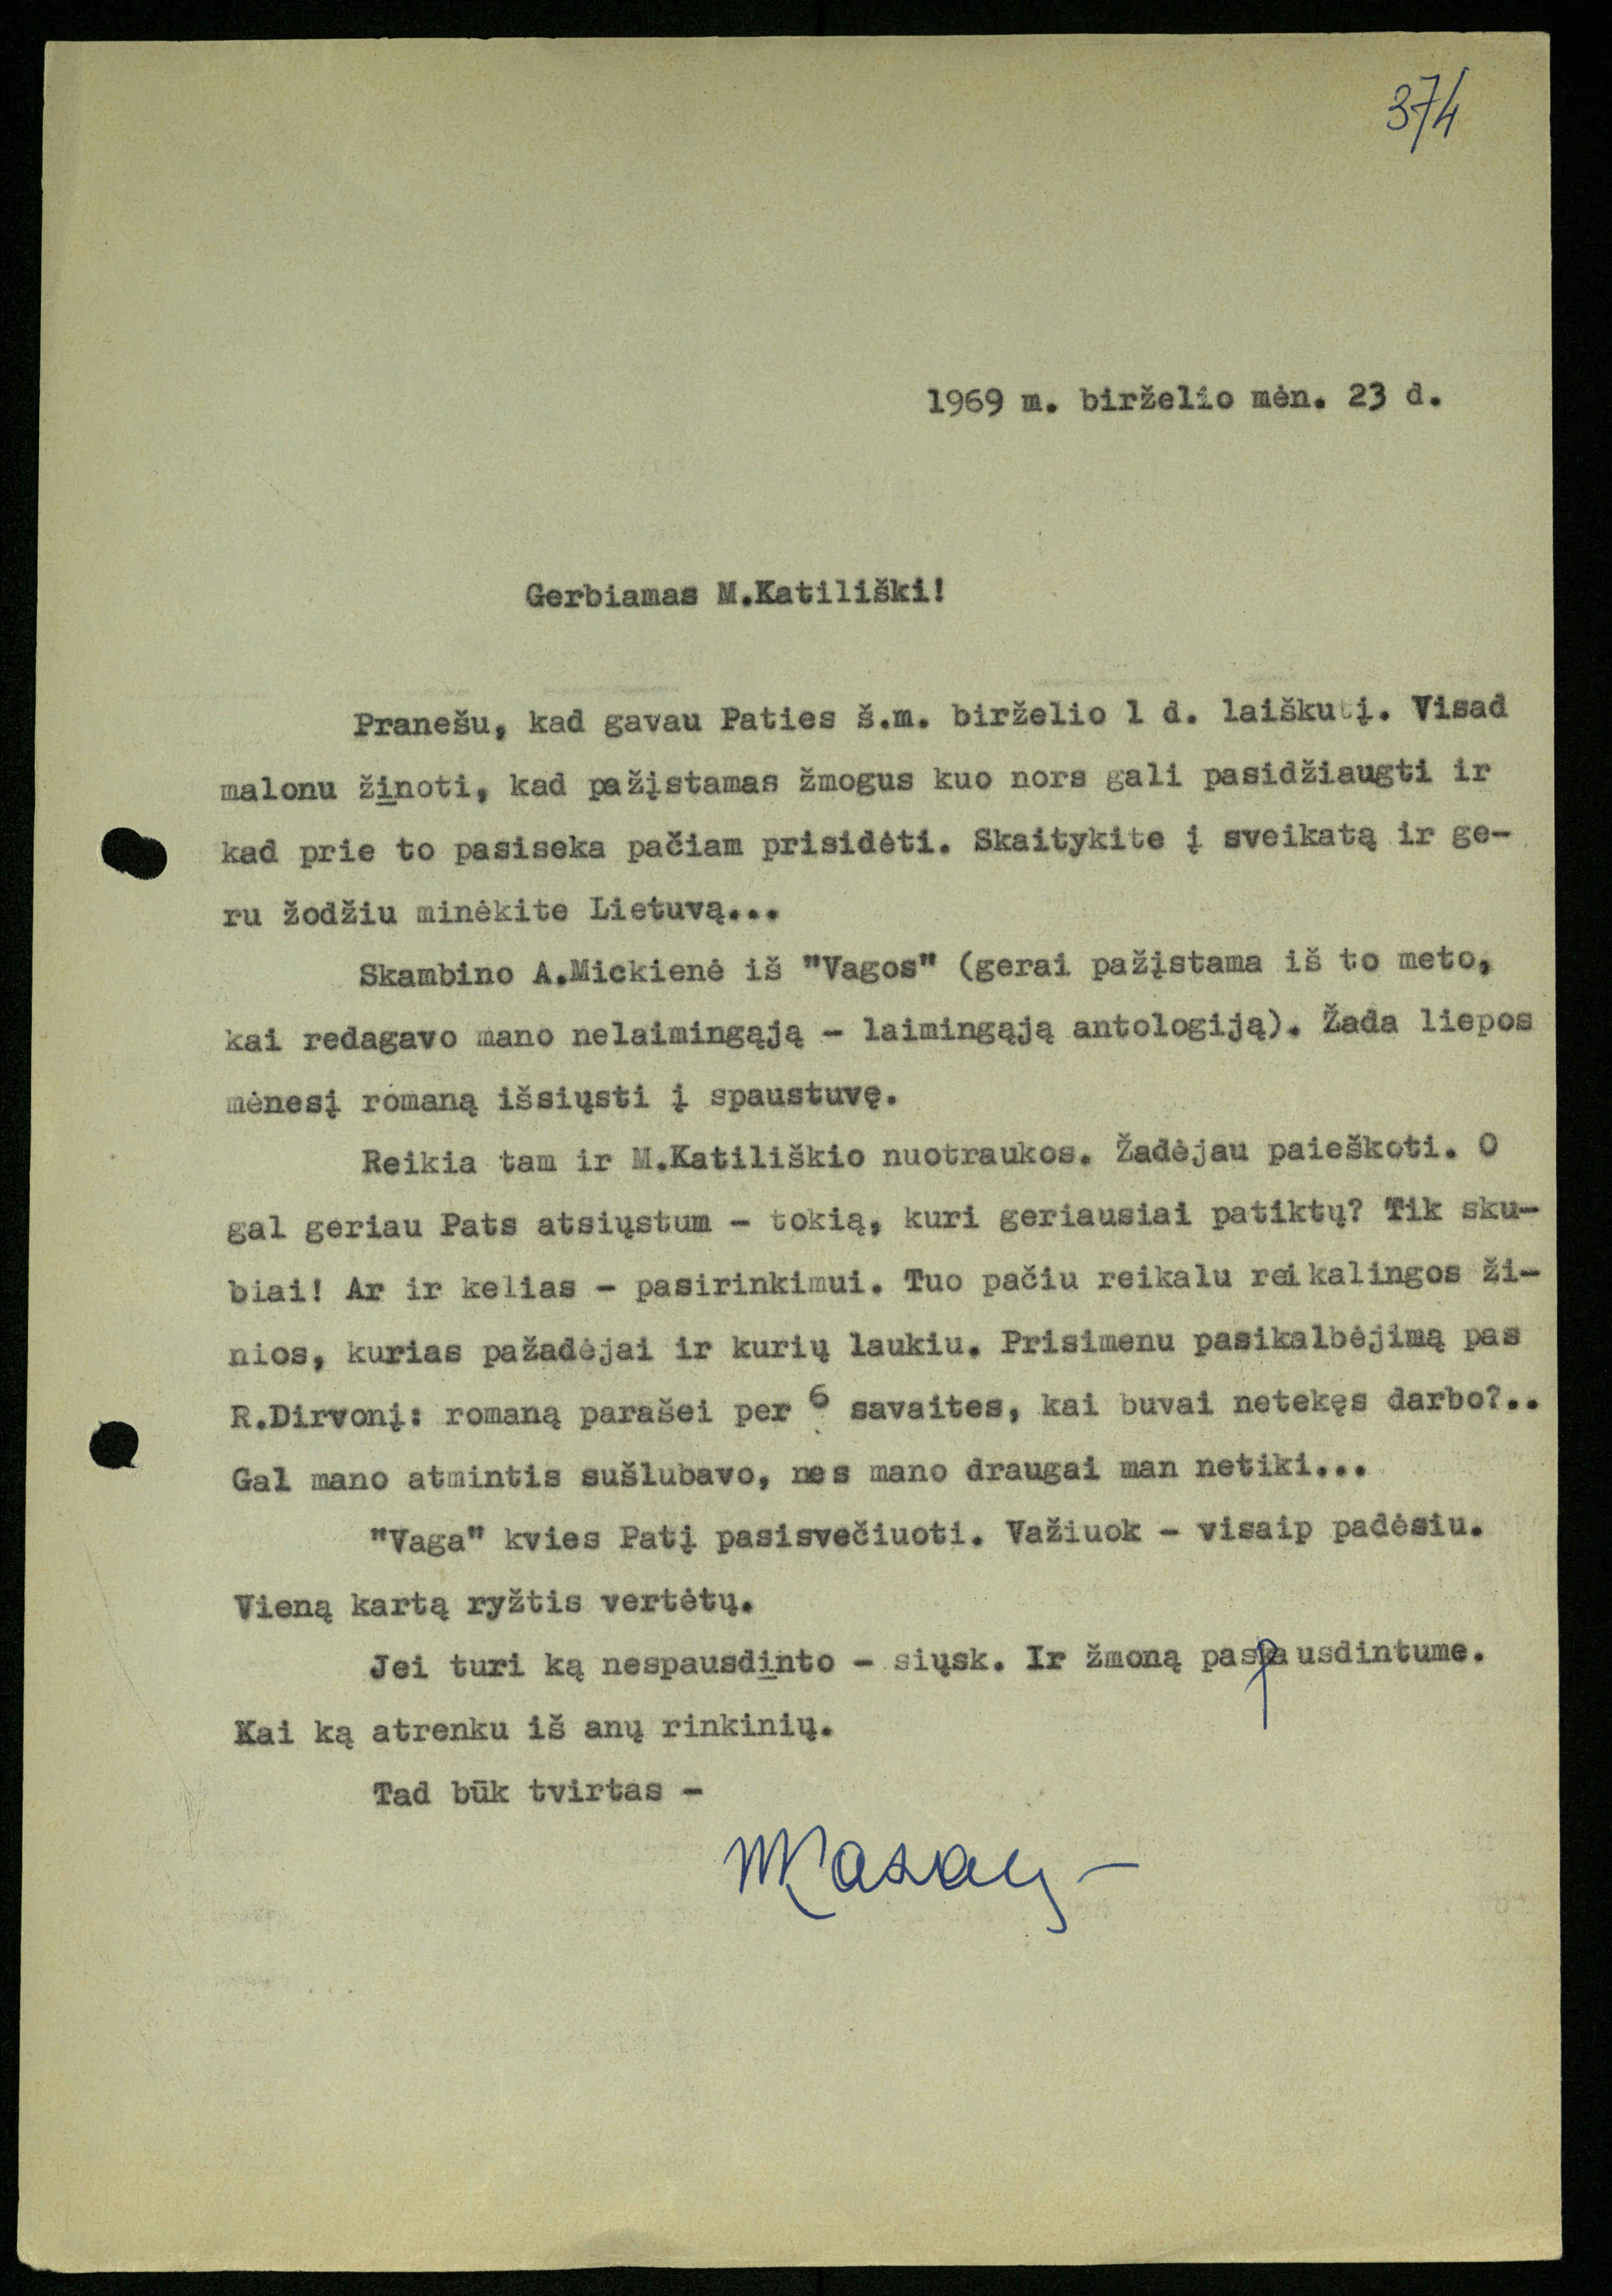 374
1969 m. birželio mėn. 23 d.
Gerbiamas M.Katiliški!
Pranešu, kad gavau Paties š.m. birželio 1 d. laiškutį. Visad
malonu žinoti, kad pažįstamas žmogus kuo nors gali pasidžiaugti ir
kad prie to pasiseka pačiam prisidėti. Skaitykite į sveikatą ir ge-
ru žodžiu minėkite Lietuvą...
Skambino A.Mickienė iš "Vagos" (gerai pažįstama iš to meto,
kai redagavo mano nelaimingąją - laimingąją antologiją). Žada liepos
mėnesį romaną išsiųsti į spaustuvę.
Reikia tam ir M.Katiliškio nuotraukos. Žadėjau paieškoti. O
gal geriau Pats atsiųstum - tokią, kuri geriausiai patiktų? Tik sku-
biai! Ar ir kelias - pasirinkimui. Tuo pačiu reikalu reikalingos ži-
nios, kurias pažadėjai ir kurių laukiu. Prisimenu pasikalbėjimą pas
R.Dirvonį: romaną parašei per 6 savaites, kai buvai netekęs darbo?..
Gal mano atmintis sušlubavo, nes mano draugai man netiki...
"Vaga" kvies Patį pasisvečiuoti. Važiuok - visaip padėsiu.
Vieną kartą ryžtis vertėtų.
Jei turi ką nespausdinto - siųsk. Ir žmoną paspausdintume.
Kai ką atrenku iš anų rinkinių.
Tad būk tvirtas -